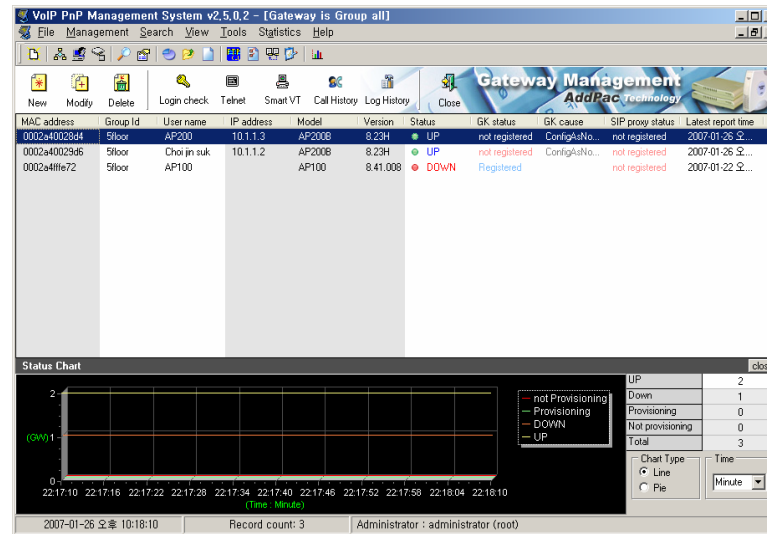 VoIP PnP Management System v2,5,0,2 - [Gateway is Group all]
File Management Search View Tools Statistics Help
New Modify Delete Login check Telnet Smart VT Call History Log History Close
Gateway Management
AddPac Technology
MAC address Group Id User name IP address Model Version Status GK status GK cause SIP proxy status Latest report time
0002a40028d4 5floor AP200 10.1.1.3 AP200B 8.23H UP not registered ConfigAsNo... not registered 2007-01-26 오...
0002a40029d6 5floor Choi jin suk 10.1.1.2 AP200B 8.23H UP not registered ConfigAsNo... not registered 2007-01-26 오...
0002a4fffe72 5floor AP100 AP100 8.41.008 DOWN Registered not registered 2007-01-22 오...
Status Chart clos
2
(GW) 1
0
22:17:10 22:17:16 22:17:22 22:17:28 22:17:34 22:17:40 22:17:46 22:17:52 22:17:58 22:18:04 22:18:10
(Time : Minute)
not Provisioning
Provisioning
DOWN
UP
UP 2
Down 1
Provisioning 0
Not provisioning 0
Total 3
Chart Type Time
Line
Pie
Minute
2007-01-26 오후 10:18:10 Record count: 3 Administrator : administrator (root)